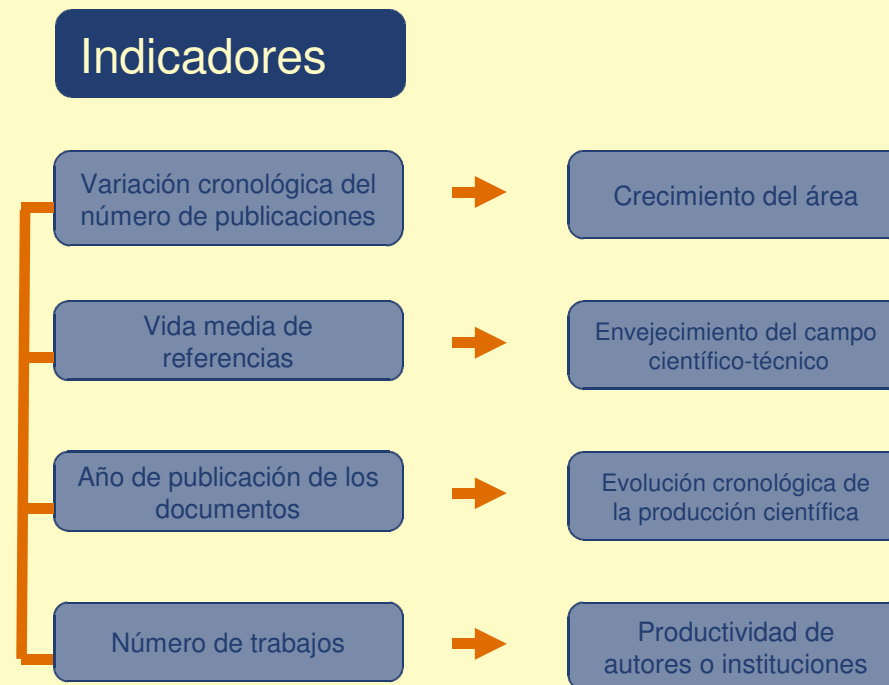 Indicadores
Variación cronológica del
número de publicaciones
Crecimiento del área
Vida media de
referencias
Envejecimiento del campo
científico-técnico
Año de publicación de los
documentos
Evolución cronológica de
la producción científica
Número de trabajos
Productividad de
autores o instituciones